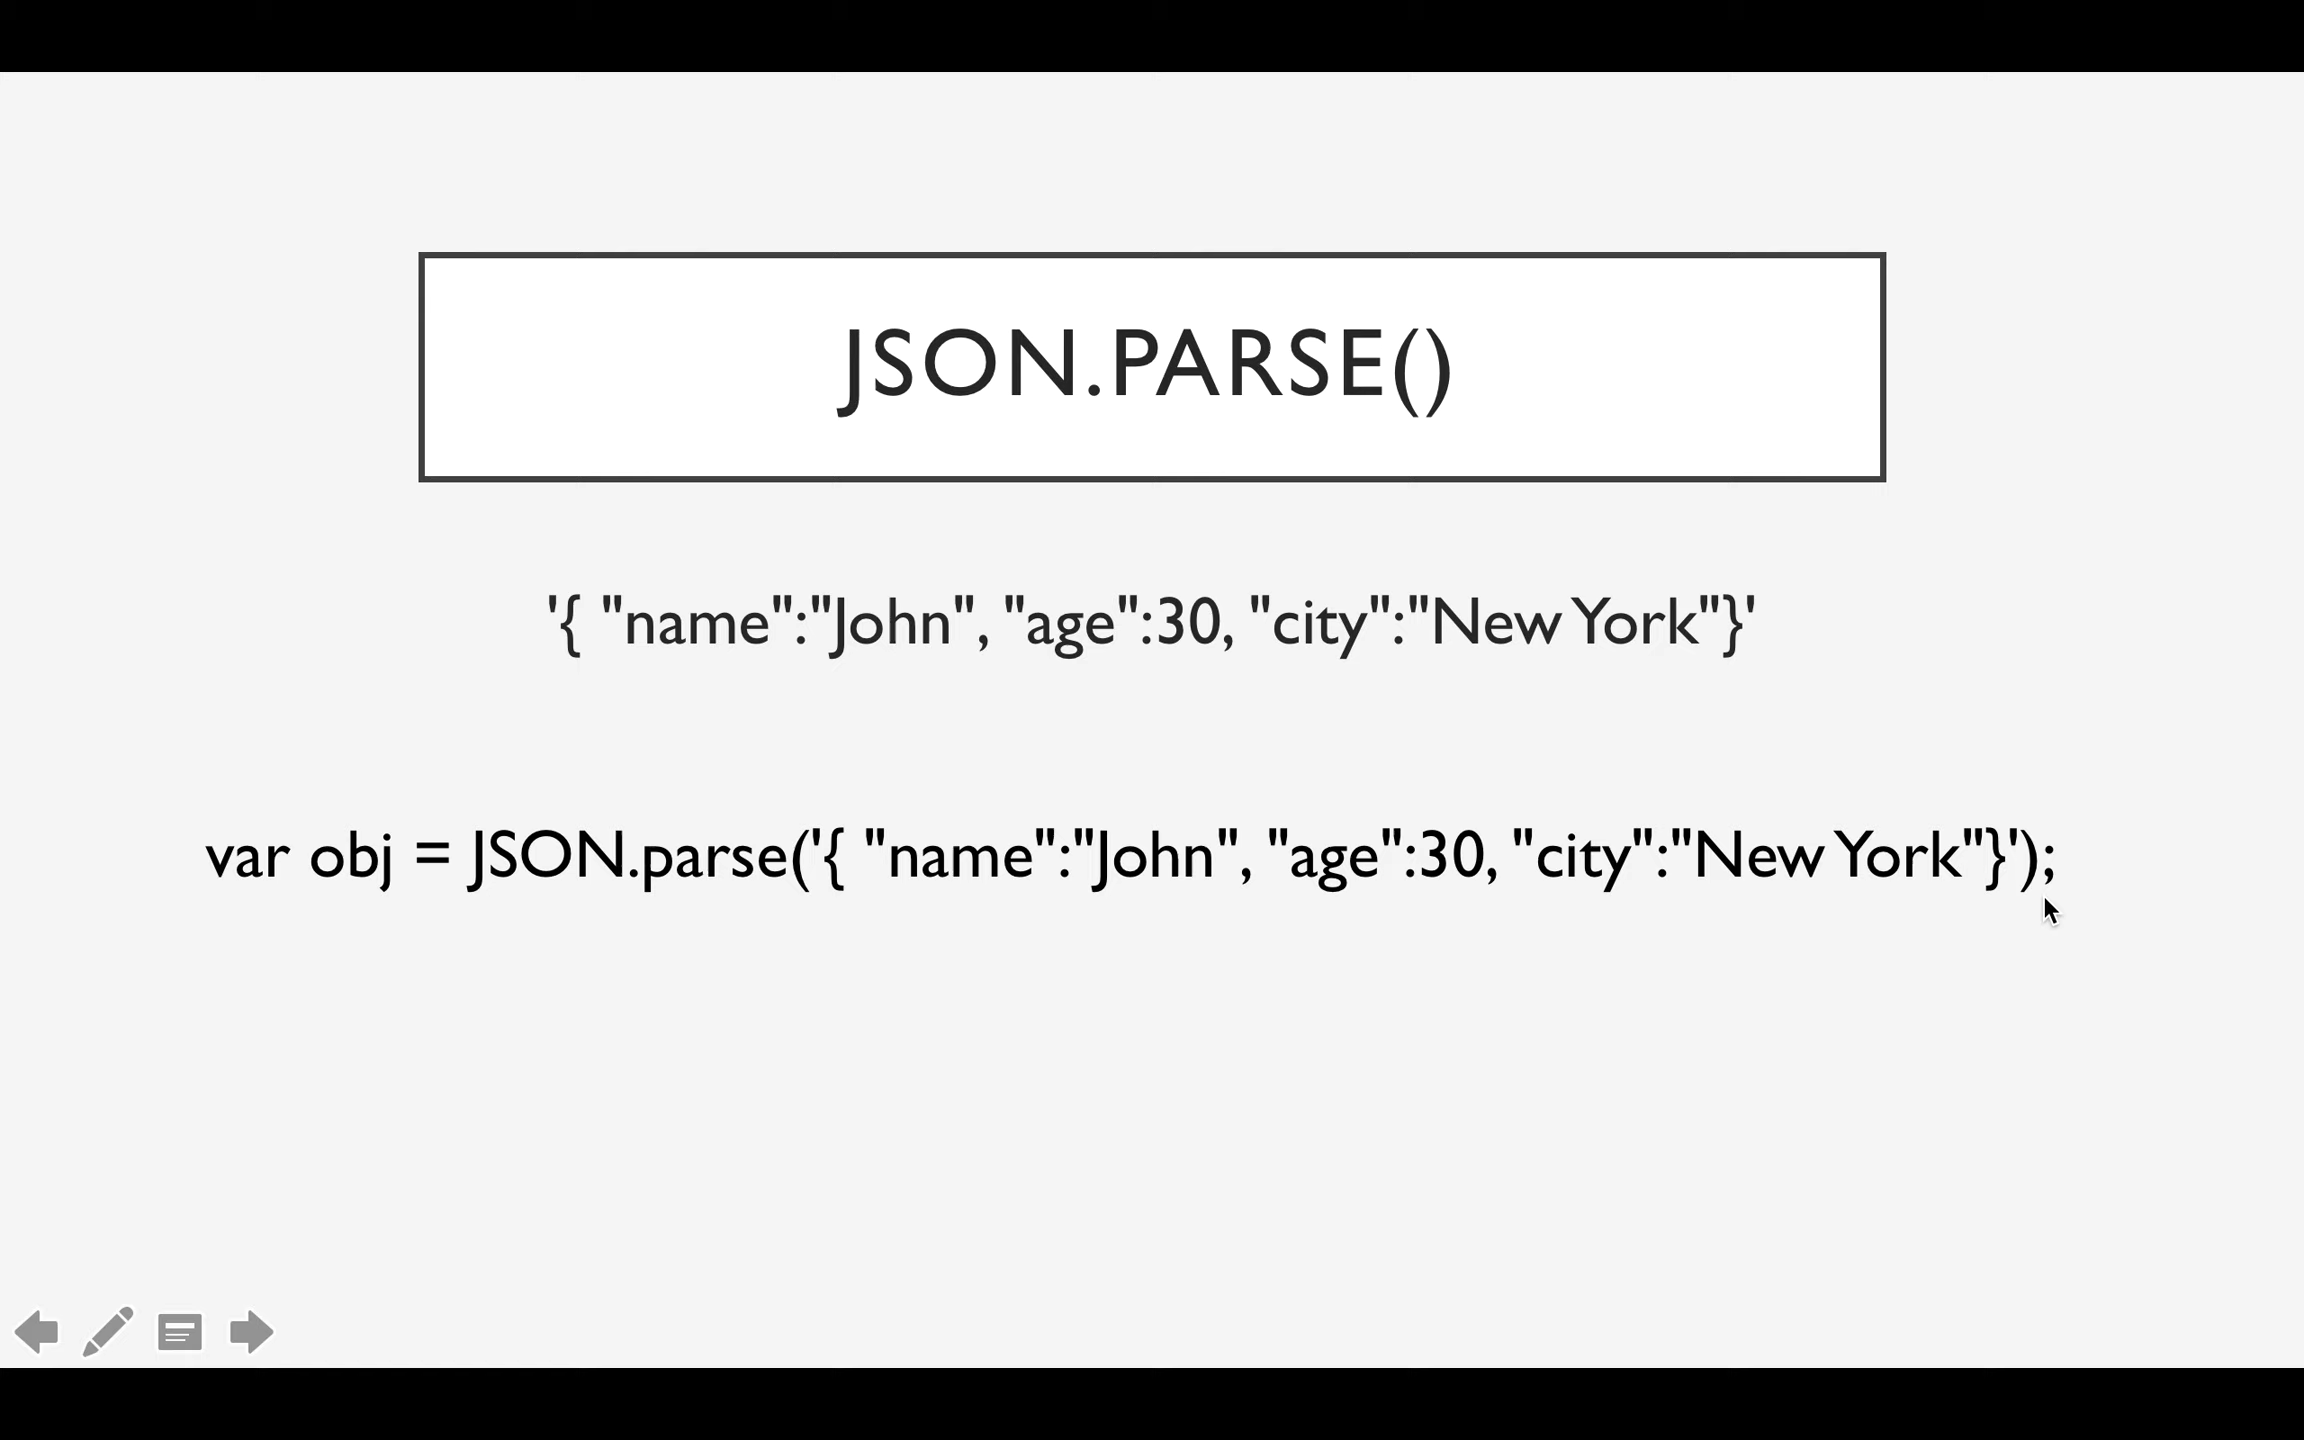 JSON.PARSE()
'{ "name":"John", "age":30, "city":"New York"}'
var obj = JSON.parse('{ "name":"John", "age":30, "city":"New York"}');